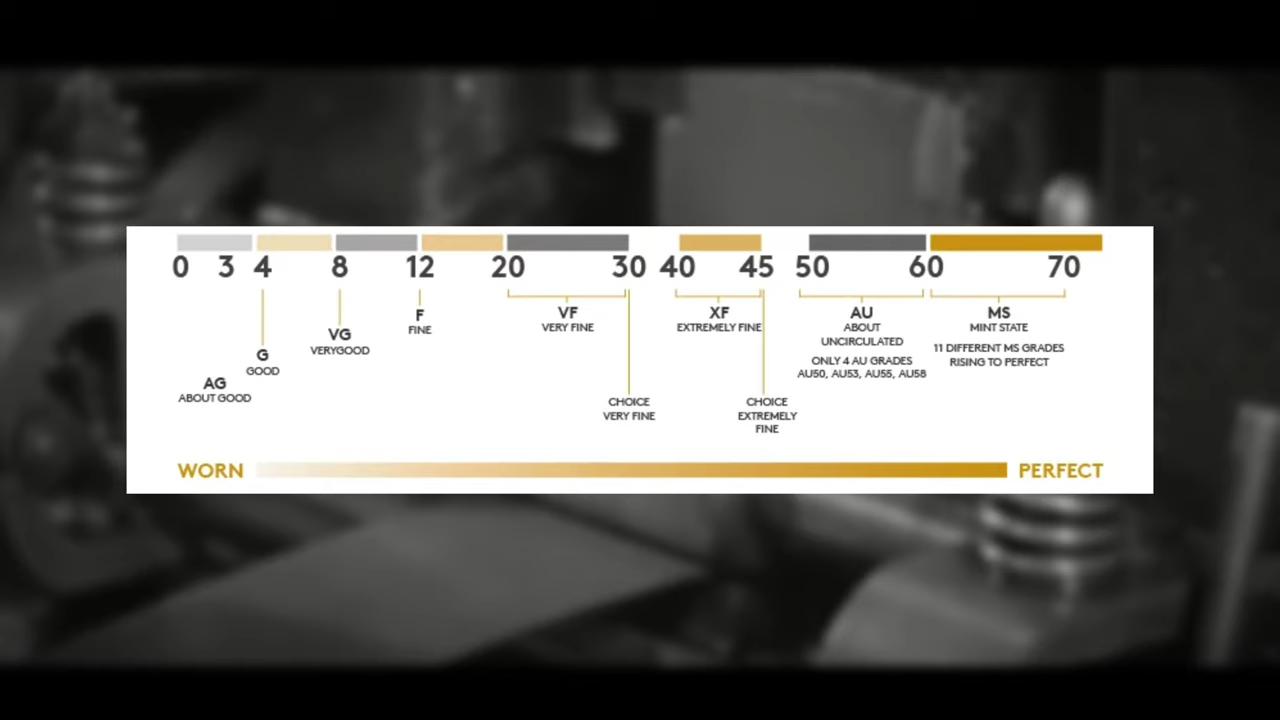 0 3 4 8 12 20 30 40 45 50 60 70
AG
ABOUT GOOD
G
GOOD
VG
VERYGOOD
F
FINE
VF
VERY FINE
CHOICE
VERY FINE
XF
EXTREMELY FINE
CHOICE
EXTREMELY
FINE
AU
ABOUT
UNCIRCULATED
ONLY 4 AU GRADES
AU50, AU53, AU55, AU58
MS
MINT STATE
11 DIFFERENT MS GRADES
RISING TO PERFECT
WORN PERFECT